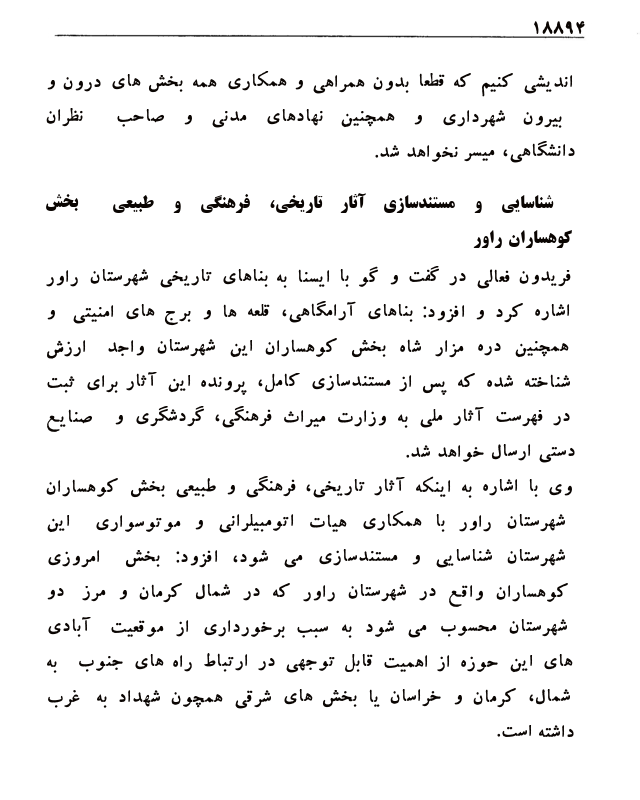 ۱۸۸۹۴
اندیشی کنیم که قطعا بدون همراهی و همکاری همه بخش های درون و
بیرون شهرداری و همچنین نهادهای مدنی و صاحب نظران
دانشگاهی، میسر نخواهد شد.
شناسایی و مستندسازی آثار تاریخی، فرهنگی و طبیعی بخش
کوهساران راور
فریدون فعالی در گفت و گو با ایسنا به بناهای تاریخی شهرستان راور
اشاره کرد و افزود: بناهای آرامگاهی، قلعه ها و برج های امنیتی و
همچنین دره مزار شاه بخش کوهساران این شهرستان واجد ارزش
شناخته شده که پس از مستندسازی کامل، پرونده این آثار برای ثبت
در فهرست آثار ملی به وزارت میراث فرهنگی، گردشگری و صنایع
دستی ارسال خواهد شد.
وی با اشاره به اینکه آثار تاریخی، فرهنگی و طبیعی بخش کوهساران
شهرستان راور با همکاری هیات اتومبیلرانی و موتوسواری این
شهرستان شناسایی و مستندسازی می شود، افزود: بخش امروزی
کوهساران واقع در شهرستان راور که در شمال کرمان و مرز دو
شهرستان محسوب می شود به سبب برخورداری از موقعیت آبادی
های این حوزه از اهمیت قابل توجهی در ارتباط راه های جنوب به
شمال، کرمان و خراسان یا بخش های شرقی همچون شهداد به غرب
داشته است.